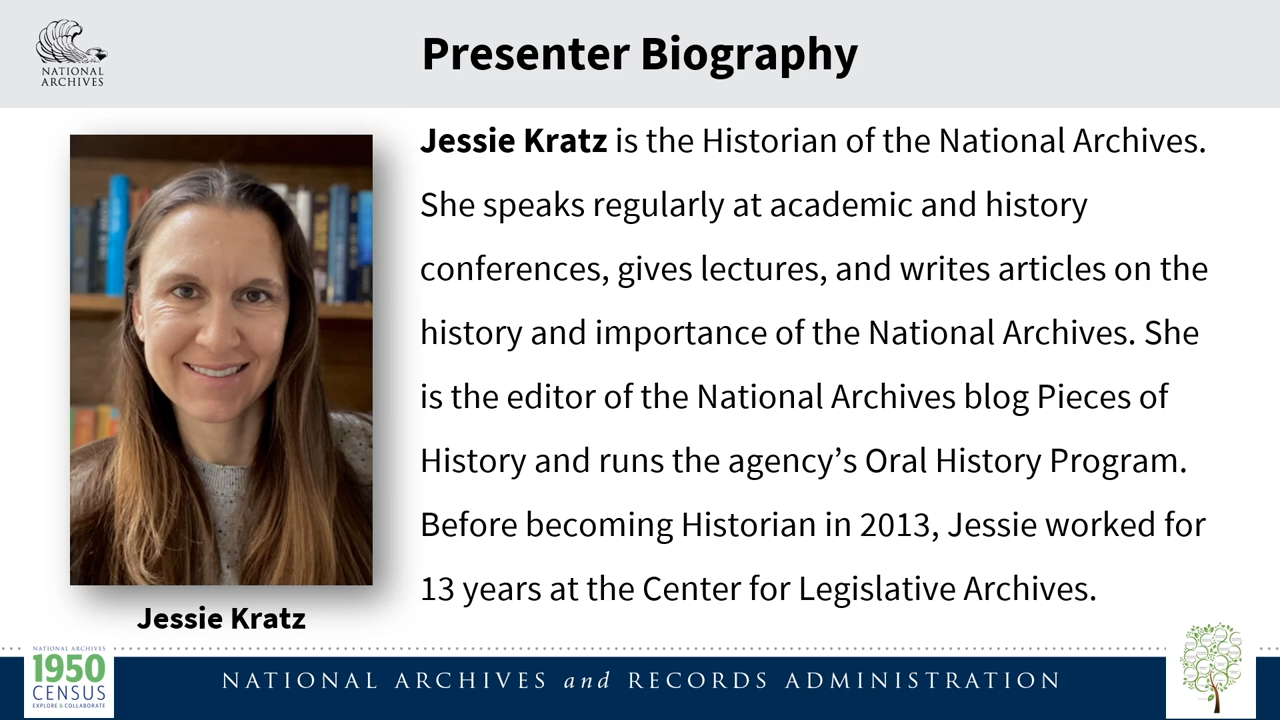 Presenter Biography
NATIONAL
ARCHIVES
Jessie Kratz is the Historian of the National Archives.
She speaks regularly at academic and history
conferences, gives lectures, and writes articles on the
history and importance of the National Archives. She
is the editor of the National Archives blog Pieces of
History and runs the agency’s Oral History Program.
Before becoming Historian in 2013, Jessie worked for
13 years at the Center for Legislative Archives.
Jessie Kratz
NATIONAL ARCHIVES
1950
CENSUS
EXPLORE & COLLABORATE
NATIONAL ARCHIVES and RECORDS ADMINISTRATION